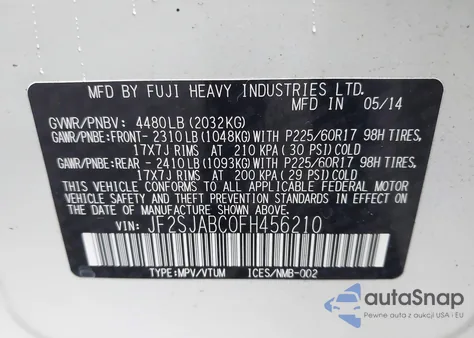 MFD BY FUJI HEAVY INDUSTRIES LTD.
MFD IN 05/14
GVWR/PNBV: 4480LB (2032KG)
GAWR/PNBE:FRONT- 2310LB(1048KG)WITH P225/60R17 98H TIRES,
17X7J RIMS AT 210 KPA( 30 PSI)COLD
GAWR/PNBE:REAR - 2410LB(1093KG)WITH P225/60R17 98H TIRES,
17X7J RIMS AT 200 KPA( 29 PSI)COLD
THIS VEHICLE CONFORMS TO ALL APPLICABLE FEDERAL MOTOR
VEHICLE SAFETY, BUMPER, AND THEFT PREVENTION STANDARDS IN
EFFECT ON THE DATE OF MANUFACTURE SHOWN ABOVE.
VIN: JF2SJABC0FH456210
TYPE:MPV/VTUM ICES/NMB-002
autoSnap
Pewne auta z aukcji USA i EU